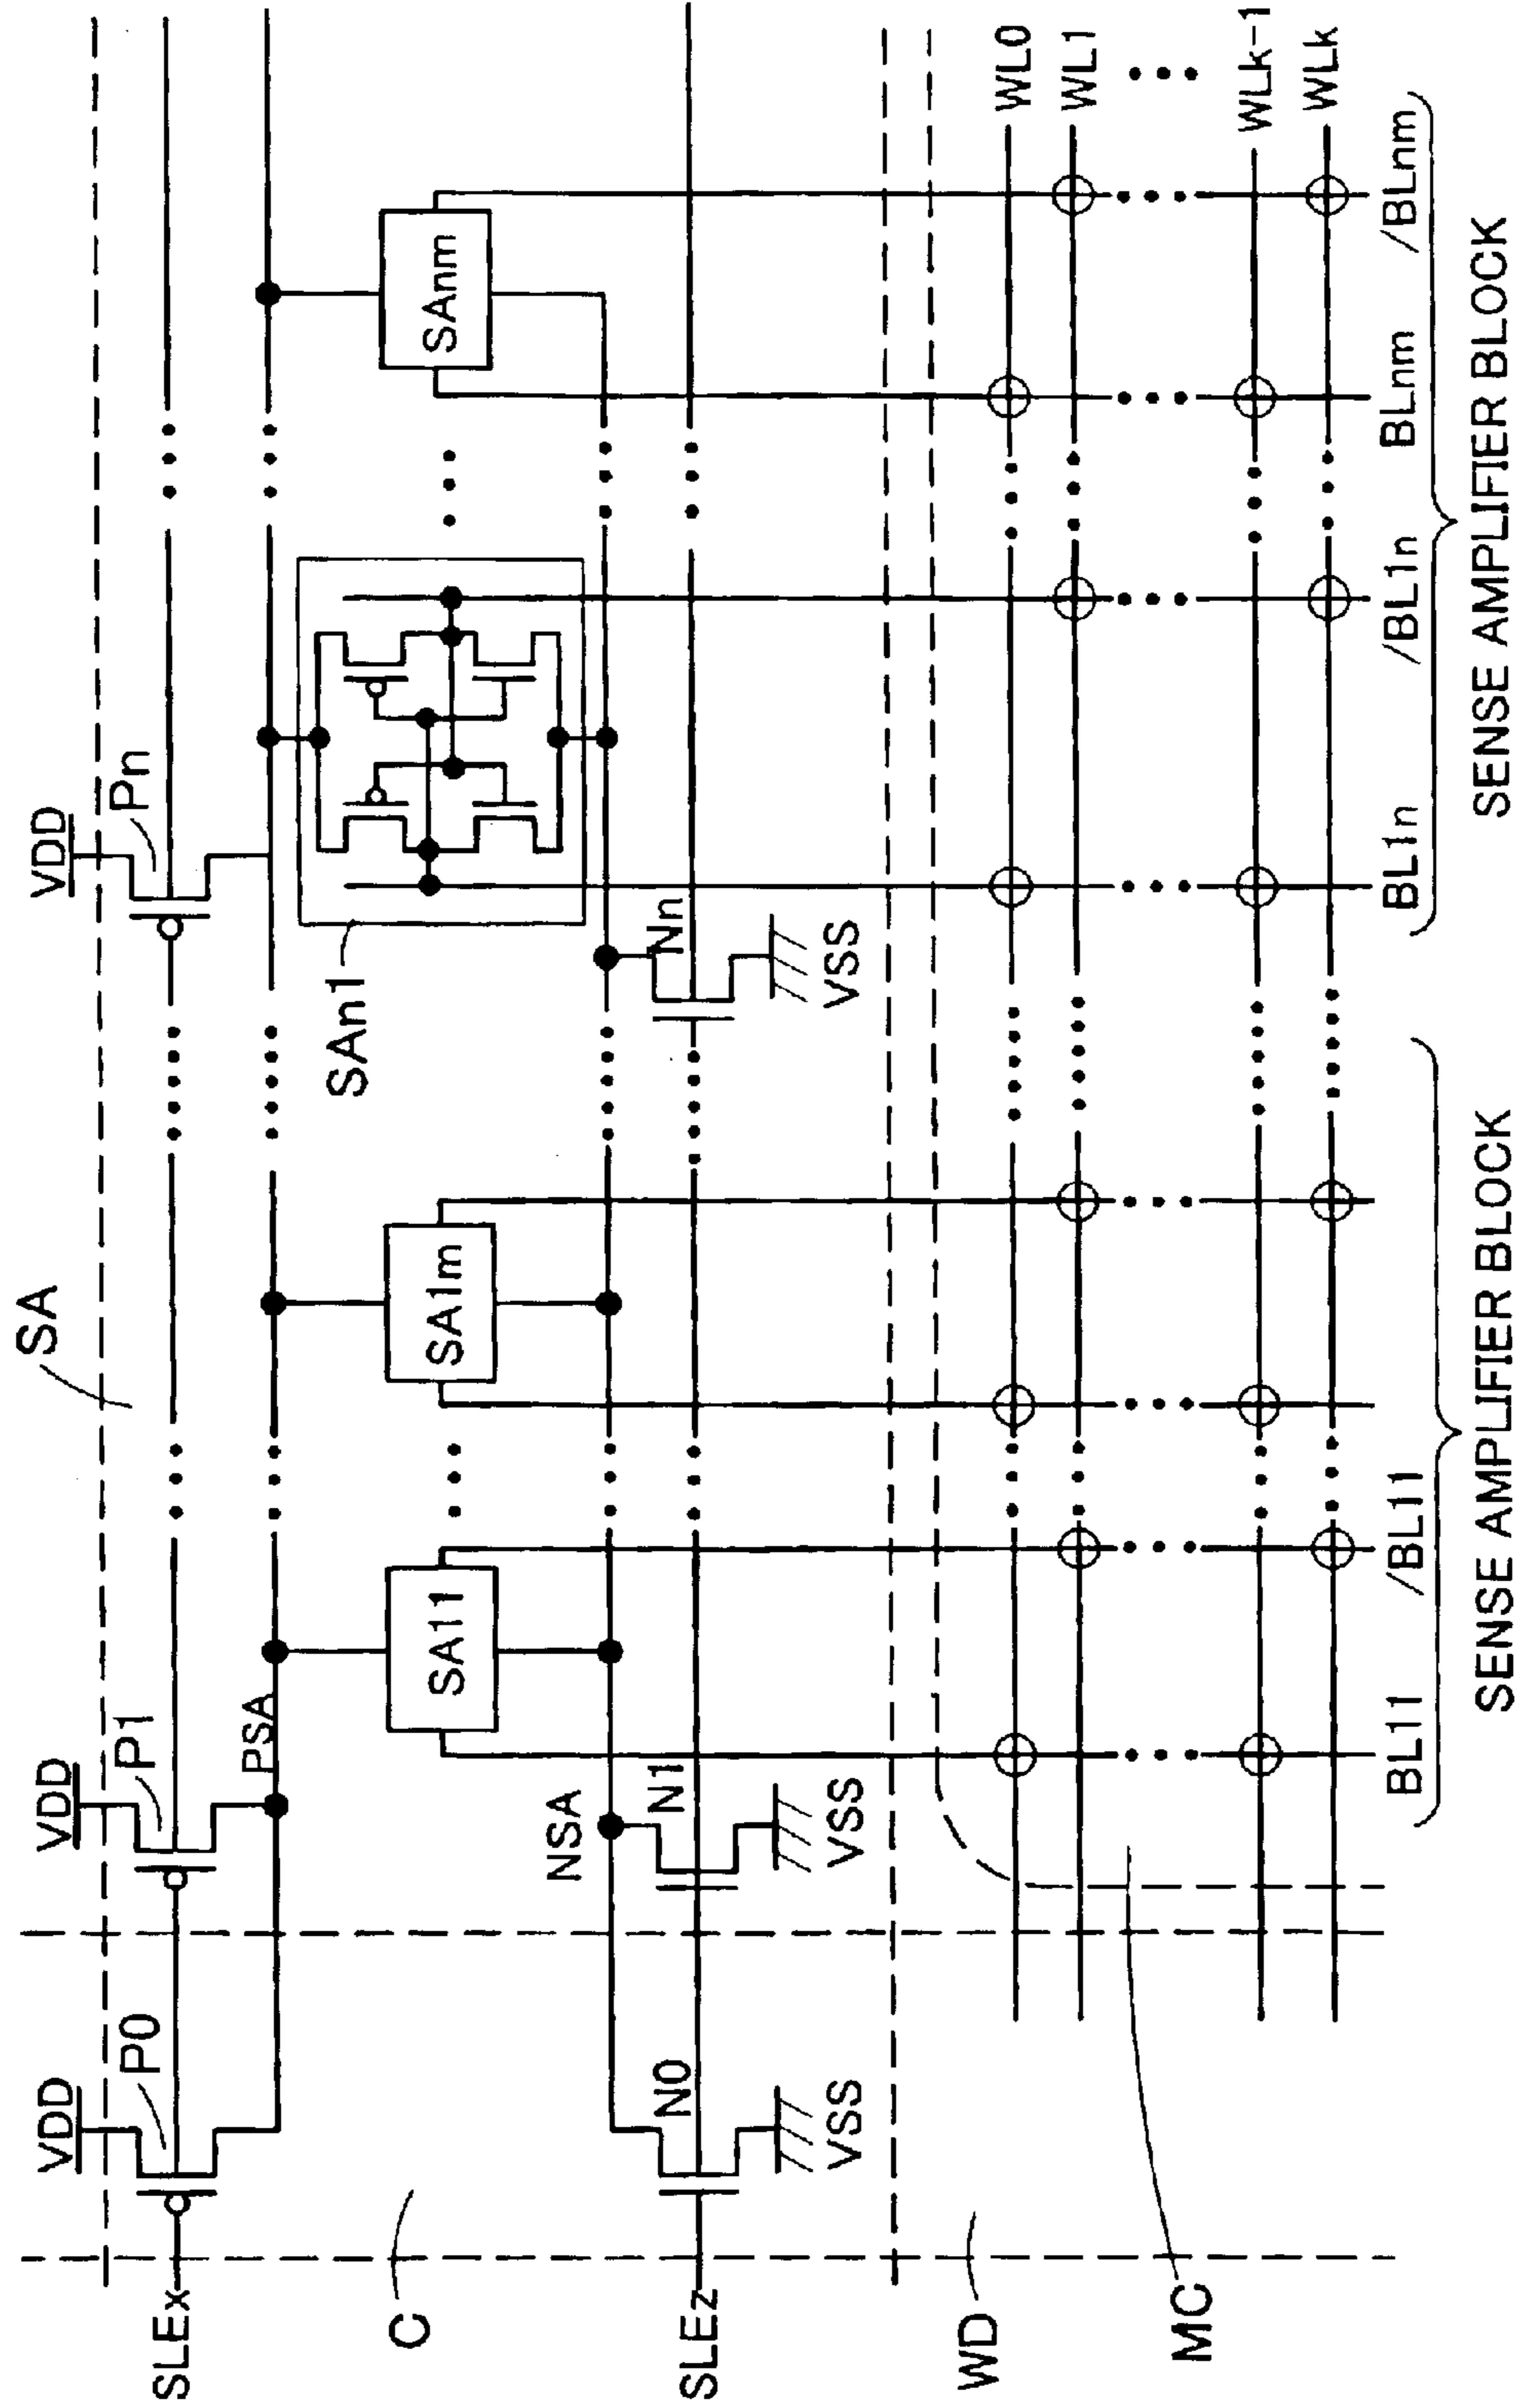 SA
VDD
P0
VDD
P1
VDD
Pn
SLEx
PSA
SAn1
C
SA11
SA1m
SAnm
NSA
N0
N1
Nn
SLEz
VSS
VSS
VSS
WD
WL0
WL1
WLk-1
WLk
MC
BL11
/BL11
BL1n
/BL1n
BLnm
/BLnm
SENSE AMPLIFIER BLOCK
SENSE AMPLIFIER BLOCK